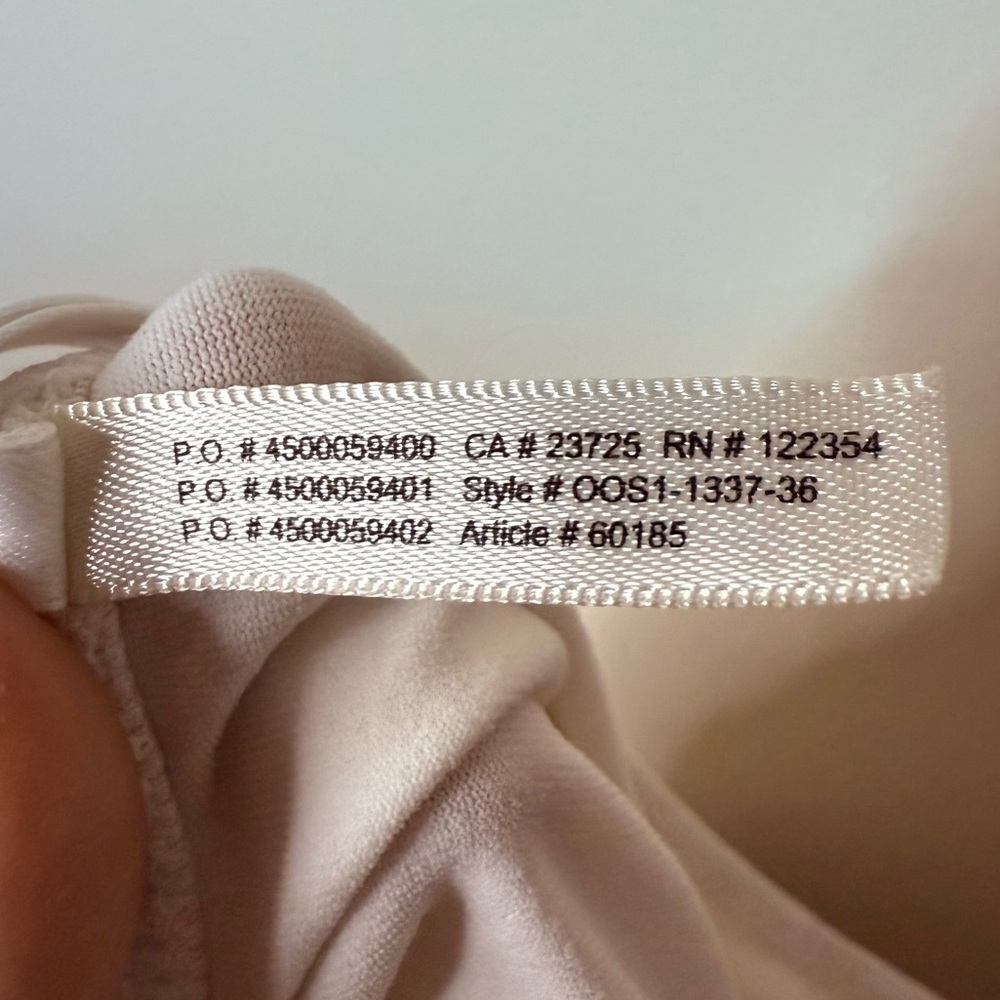 P.O. # 4500059400 CA # 23725 RN # 122354
P.O. # 4500059401 Style # OOS1-1337-36
P.O. # 4500059402 Article # 60185